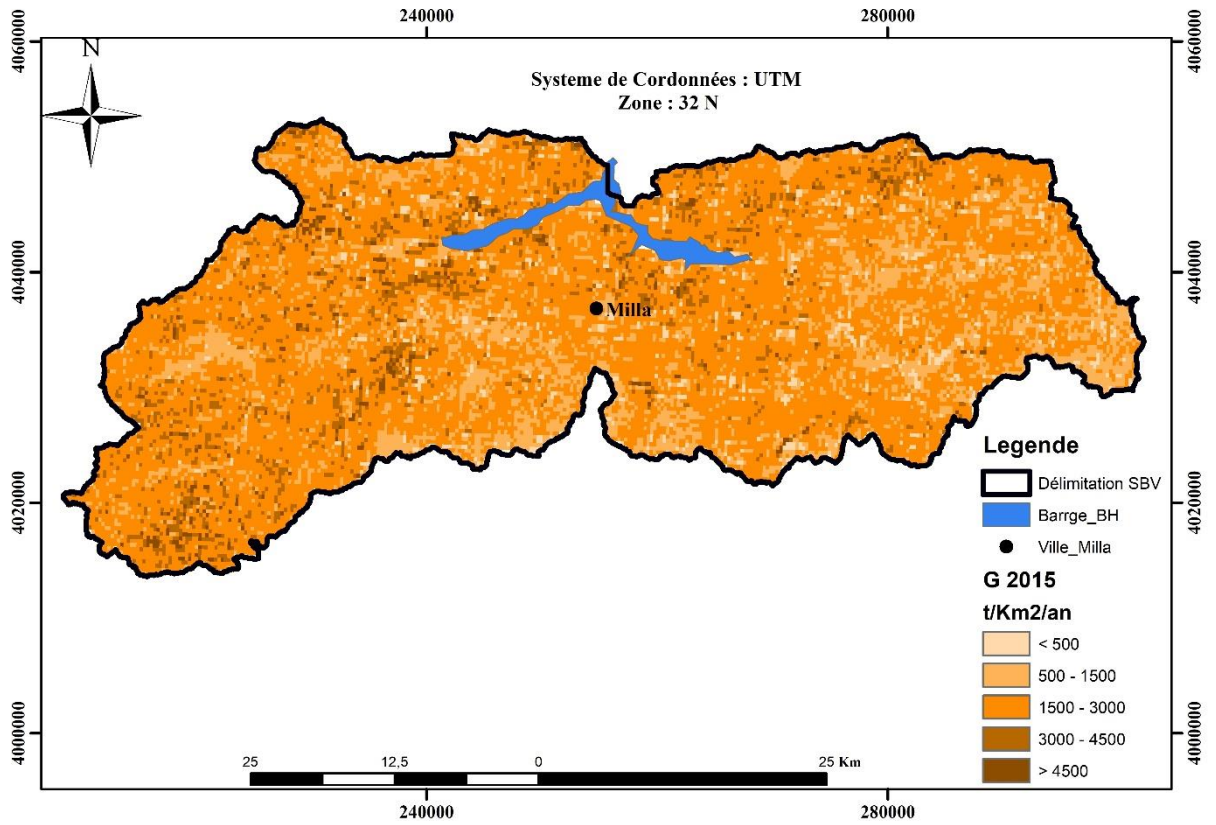 240000
280000
4060000
4060000
N
Systeme de Cordonnées : UTM
Zone : 32 N
4040000
4040000
Milla
Legende
Délimitation SBV
4020000
4020000
Barrge_BH
Ville_Milla
G 2015
t/Km2/an
< 500
500 - 1500
1500 - 3000
4000000
4000000
3000 - 4500
25 12,5 0 25 Km
> 4500
240000
280000